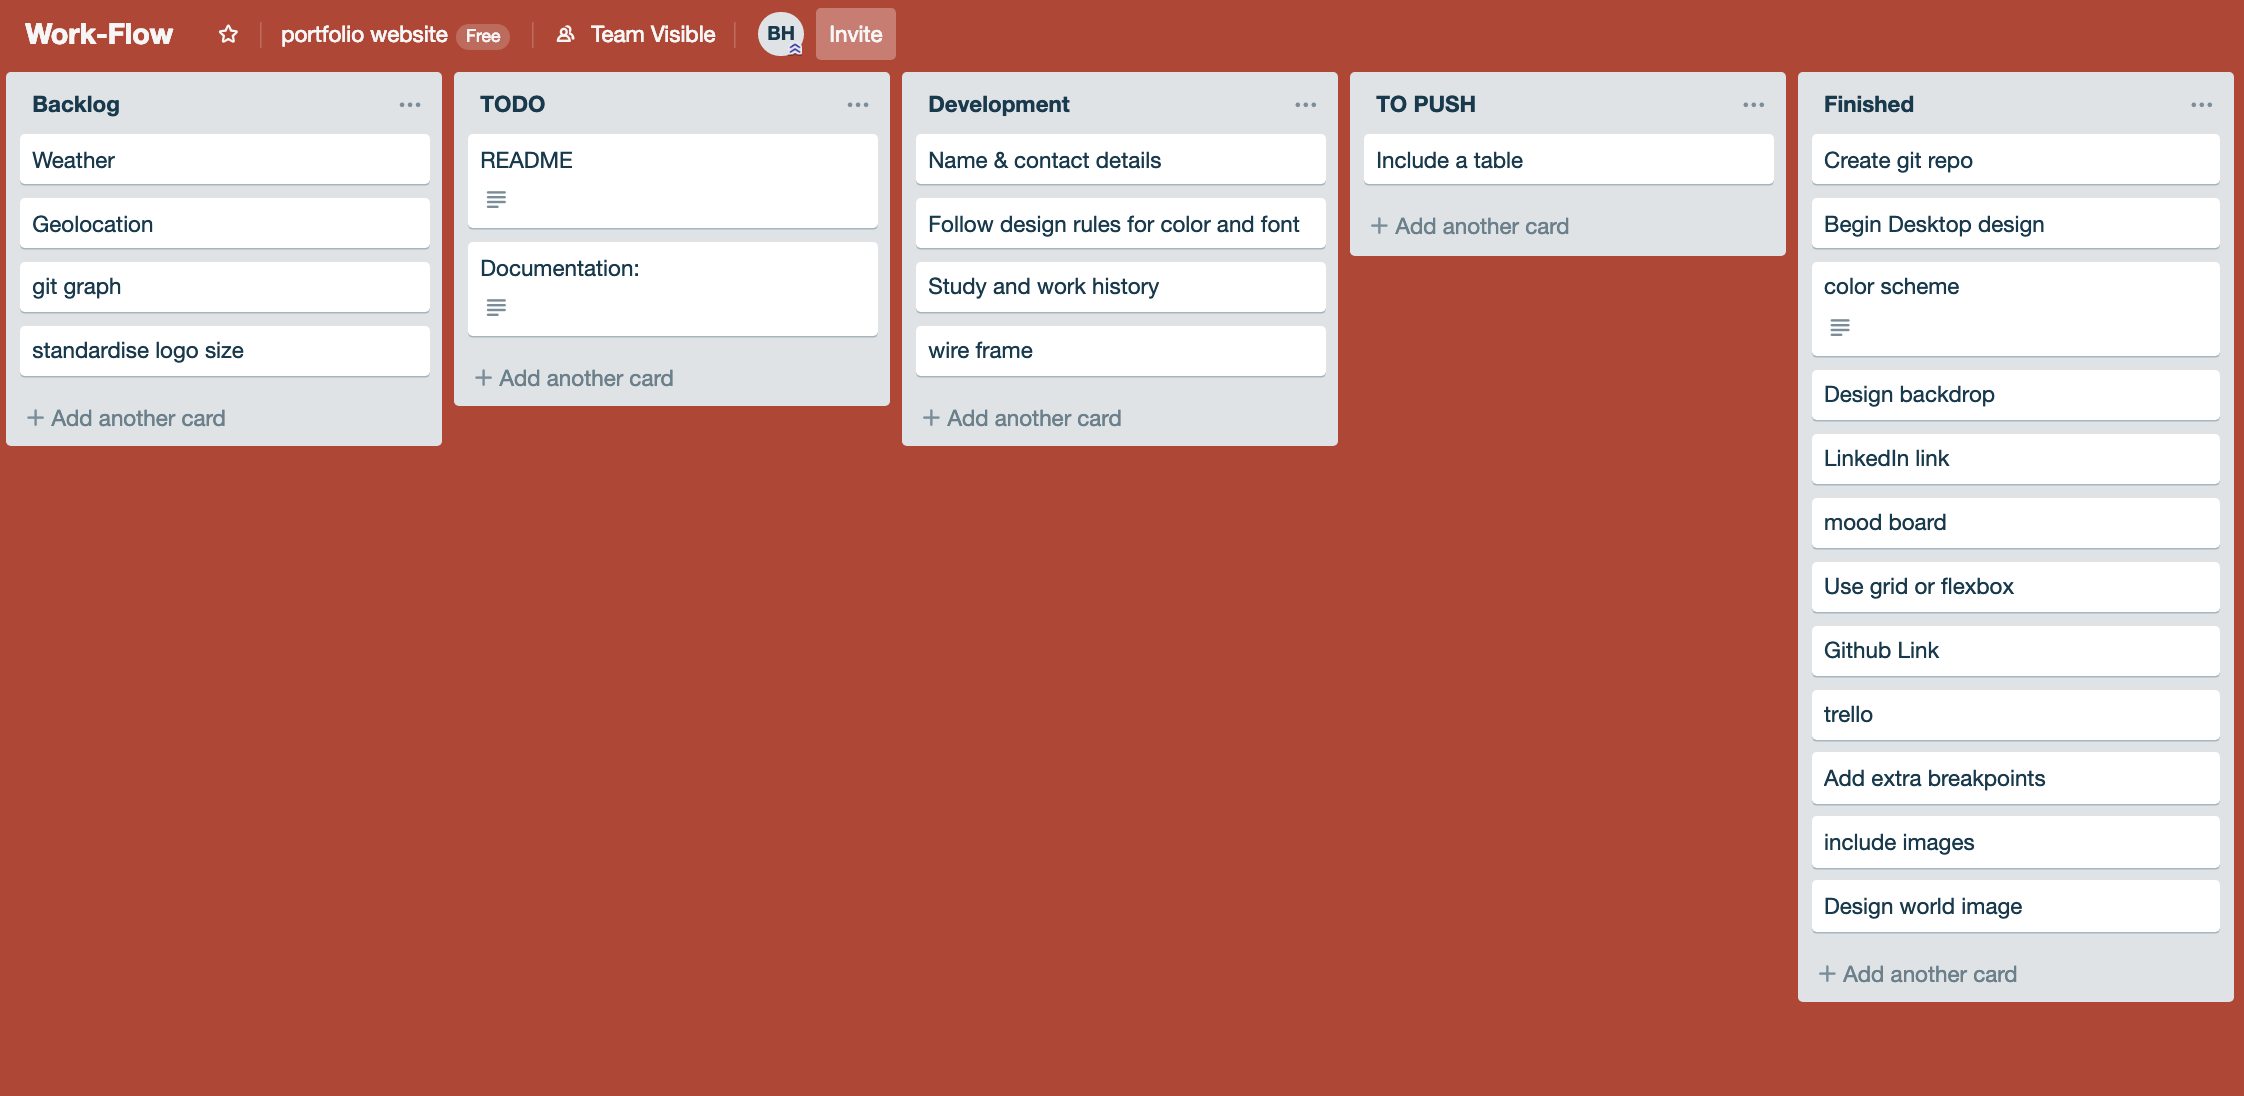 Work-Flow
portfolio website Free
Team Visible
BH
Invite
Backlog
Weather
Geolocation
git graph
standardise logo size
+ Add another card
TODO
README
Documentation:
+ Add another card
Development
Name & contact details
Follow design rules for color and font
Study and work history
wire frame
+ Add another card
TO PUSH
Include a table
+ Add another card
Finished
Create git repo
Begin Desktop design
color scheme
Design backdrop
LinkedIn link
mood board
Use grid or flexbox
Github Link
trello
Add extra breakpoints
include images
Design world image
+ Add another card